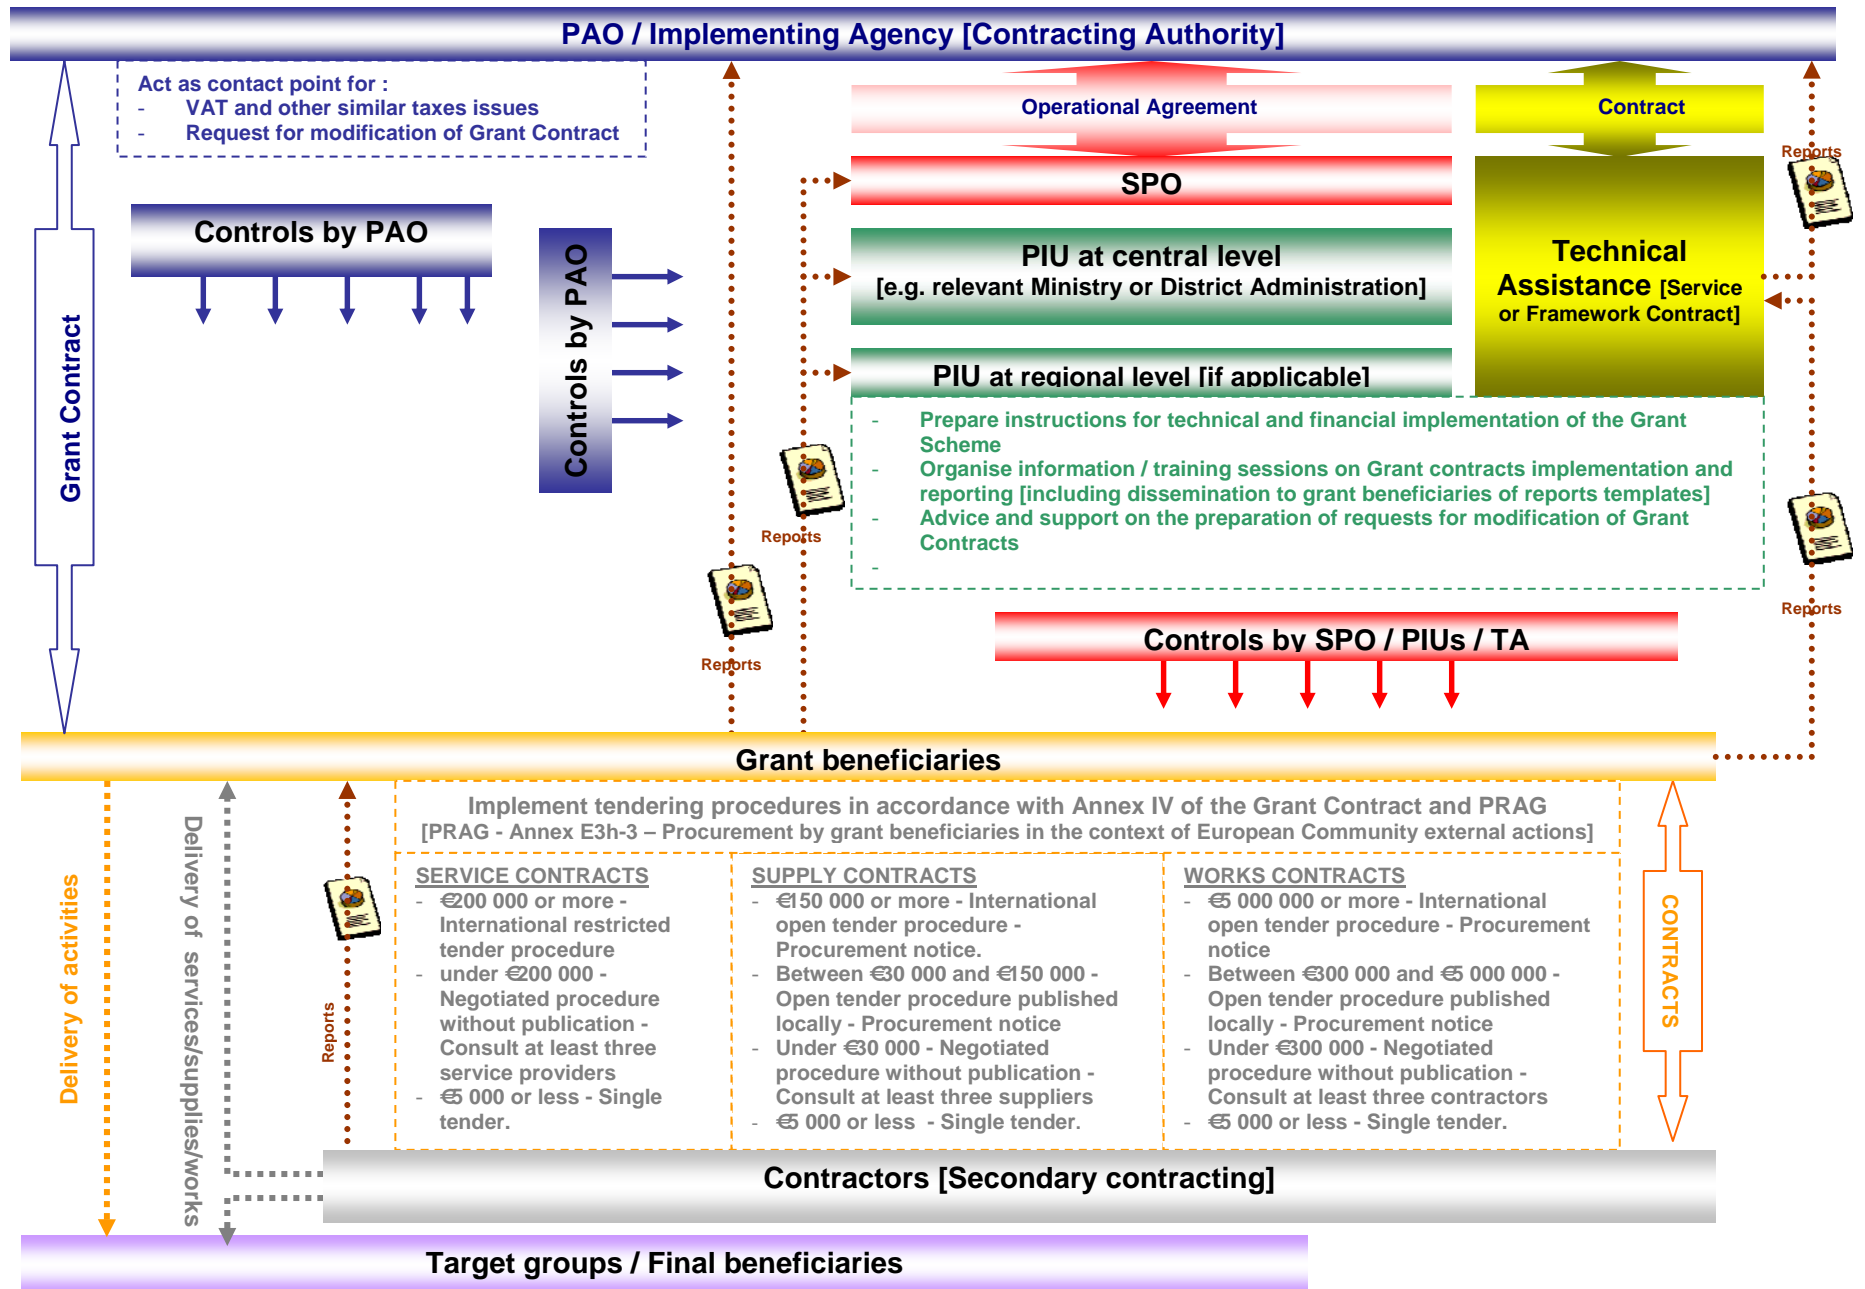 PAO / Implementing Agency [Contracting Authority]
Act as contact point for :
- VAT and other similar taxes issues
- Request for modification of Grant Contract
Operational Agreement
Contract
Reports
SPO
Controls by PAO
Controls by PAO
PIU at central level
[e.g. relevant Ministry or District Administration]
Technical
Assistance [Service
or Framework Contract]
Grant Contract
PIU at regional level [if applicable]
- Prepare instructions for technical and financial implementation of the Grant
Scheme
- Organise information / training sessions on Grant contracts implementation and
reporting [including dissemination to grant beneficiaries of reports templates]
- Advice and support on the preparation of requests for modification of Grant
Contracts
-
Reports
Reports
Reports
Controls by SPO / PIUs / TA
Grant beneficiaries
Implement tendering procedures in accordance with Annex IV of the Grant Contract and PRAG
[PRAG - Annex E3h-3 – Procurement by grant beneficiaries in the context of European Community external actions]
Delivery of activities
Delivery of services/supplies/works
Reports
SERVICE CONTRACTS
- €200 000 or more -
International restricted
tender procedure
- under €200 000 -
Negotiated procedure
without publication -
Consult at least three
service providers
- €5 000 or less - Single
tender.
SUPPLY CONTRACTS
- €150 000 or more - International
open tender procedure -
Procurement notice.
- Between €30 000 and €150 000 -
Open tender procedure published
locally - Procurement notice
- Under €30 000 - Negotiated
procedure without publication -
Consult at least three suppliers
- €5 000 or less - Single tender.
WORKS CONTRACTS
- €5 000 000 or more - International
open tender procedure - Procurement
notice
- Between €300 000 and €5 000 000 -
Open tender procedure published
locally - Procurement notice
- Under €300 000 - Negotiated
procedure without publication -
Consult at least three contractors
- €5 000 or less - Single tender.
CONTRACTS
Contractors [Secondary contracting]
Target groups / Final beneficiaries